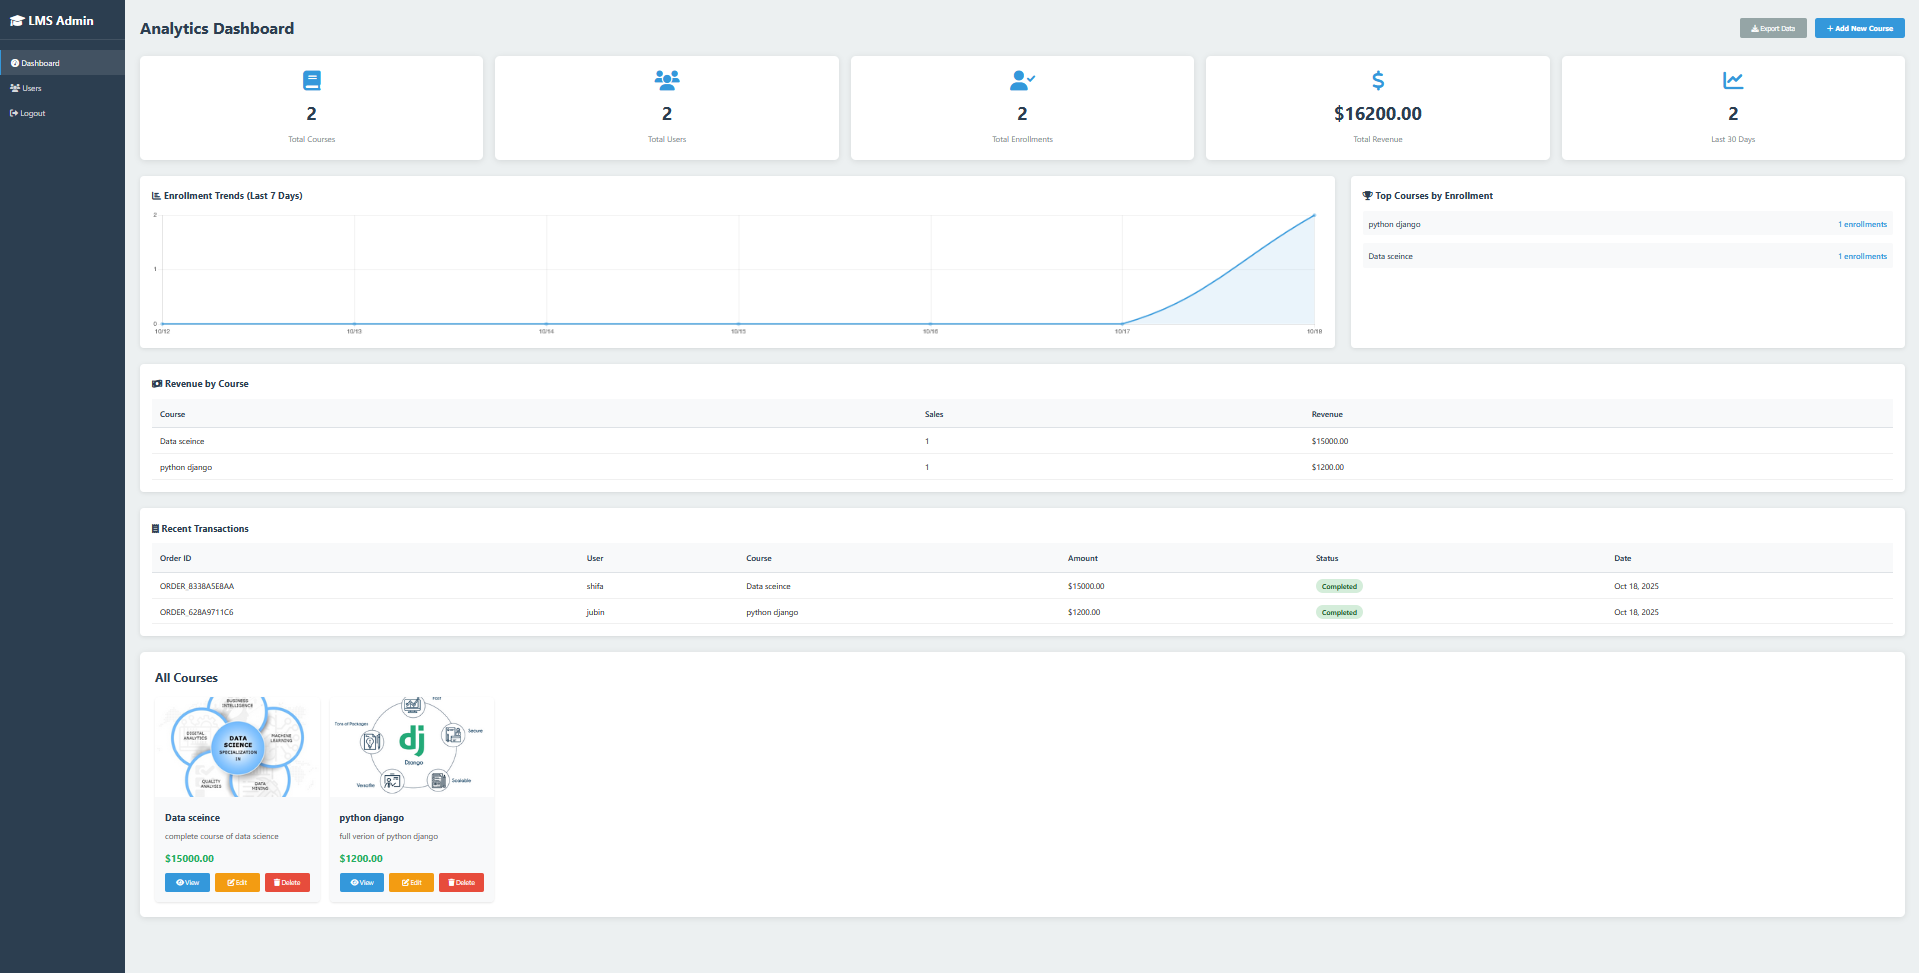 LMS Admin
Dashboard
Users
Logout
Analytics Dashboard
Export Data
+ Add New Course
2
Total Courses
2
Total Users
2
Total Enrollments
$16200.00
Total Revenue
2
Last 30 Days
Enrollment Trends (Last 7 Days)
2
1
0
10/12 10/13 10/14 10/15 10/16 10/17 10/18
Top Courses by Enrollment
python django 1 enrollments
Data sceince 1 enrollments
Revenue by Course
Course Sales Revenue
Data sceince 1 $15000.00
python django 1 $1200.00
Recent Transactions
Order ID User Course Amount Status Date
ORDER_8338A5E8AA shifa Data sceince $15000.00 Completed Oct 18, 2025
ORDER_628A9711C6 jubin python django $1200.00 Completed Oct 18, 2025
All Courses
BUSINESS
INTELLIGENCE
DIGITAL
ANALYTICS
MACHINE
LEARNING
DATA
SCIENCE
SPECIALIZATION
IN
QUALITY
ANALYSIS
DATA
MINING
Data sceince
complete course of data science
$15000.00
View Edit Delete
Fast
Tons of Packages
Secure
dj
Django
Versatile
Scalable
python django
full verion of python django
$1200.00
View Edit Delete